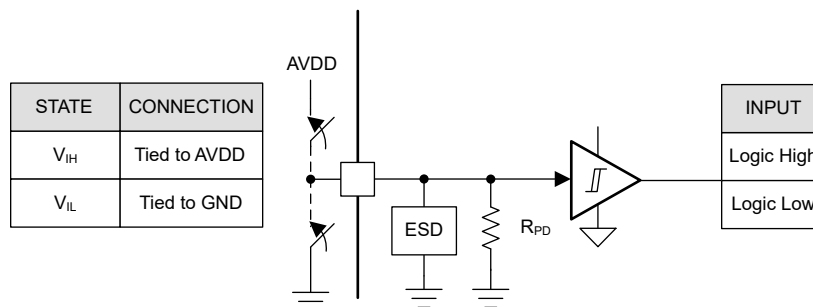 AVDD
STATE CONNECTION
V_IH Tied to AVDD
V_IL Tied to GND
ESD
R_PD
INPUT
Logic High
Logic Low